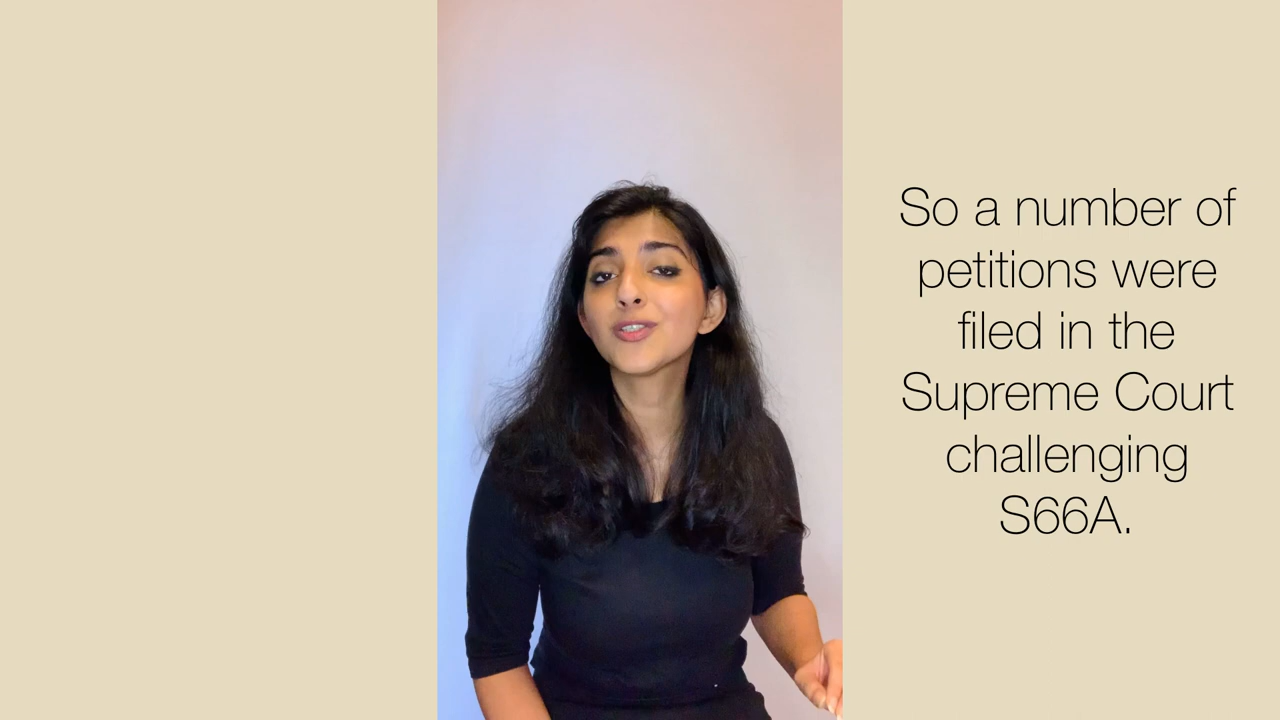 So a number of
petitions were
filed in the
Supreme Court
challenging
S66A.